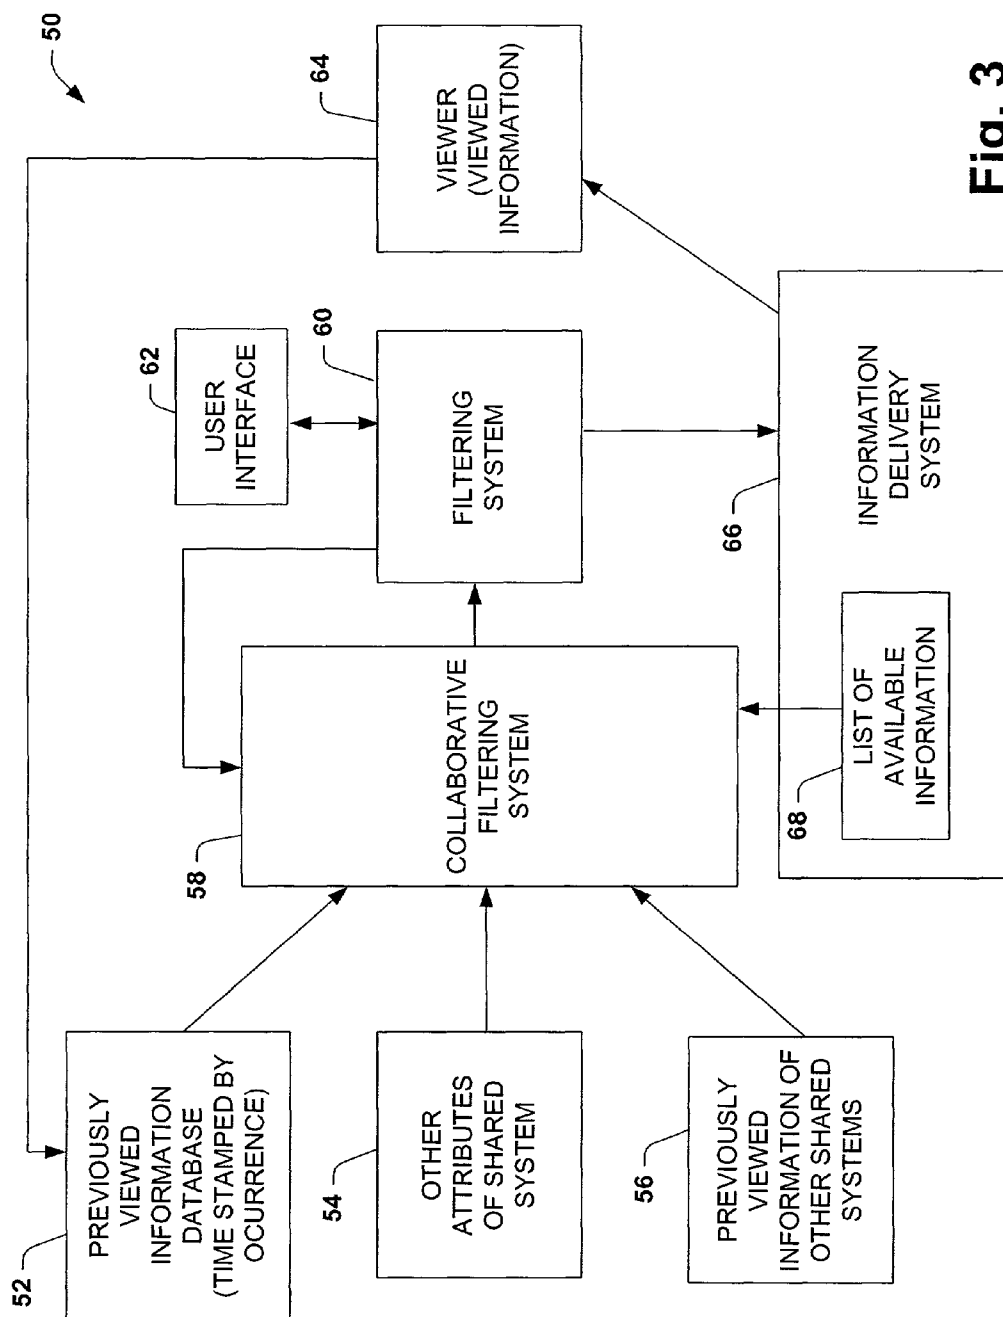 50
64
VIEWER
(VIEWED
INFORMATION)
62
USER
INTERFACE
60
FILTERING
SYSTEM
66
INFORMATION
DELIVERY
SYSTEM
68
LIST OF
AVAILABLE
INFORMATION
58
COLLABORATIVE
FILTERING
SYSTEM
52
PREVIOUSLY
VIEWED
INFORMATION
DATABASE
(TIME STAMPED BY
OCURRENCE)
54
OTHER
ATTRIBUTES
OF SHARED
SYSTEM
56
PREVIOUSLY
VIEWED
INFORMATION OF
OTHER SHARED
SYSTEMS
Fig. 3